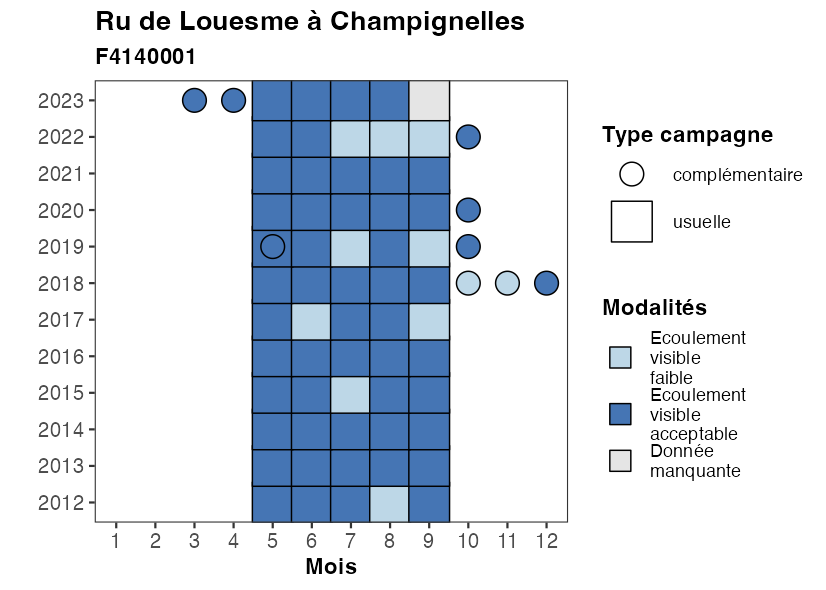 Ru de Louesme à Champignelles
F4140001
2023
2022
2021
2020
2019
2018
2017
2016
2015
2014
2013
2012
1 2 3 4 5 6 7 8 9 10 11 12
Mois
Type campagne
complémentaire
usuelle
Modalités
Ecoulement
visible
faible
Ecoulement
visible
acceptable
Donnée
manquante